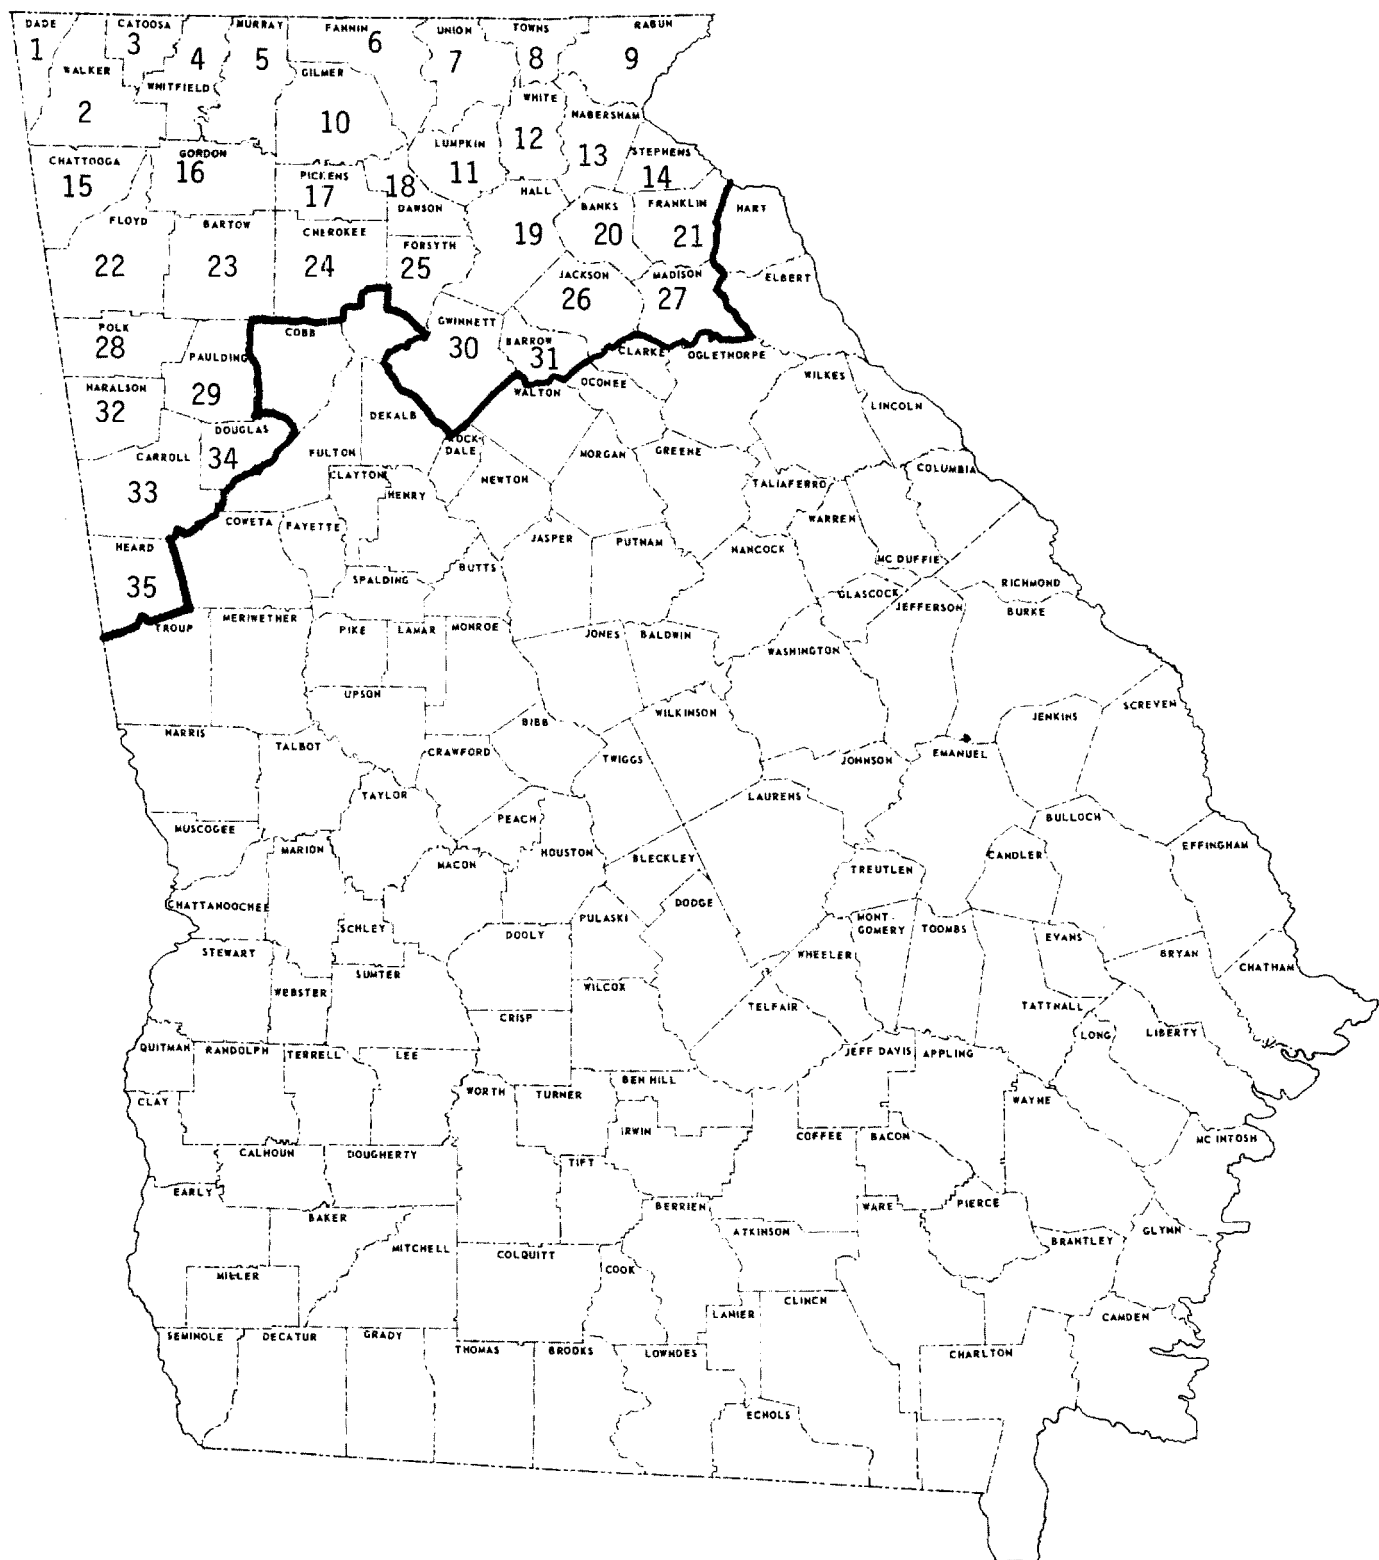 DADE
CATOOSA
MURRAY
FANNIN
UNION
TOWNS
RABUN
1
3
4
5
6
7
8
9
WALKER
WHITFIELD
GILMER
WHITE
HABERSHAM
2
10
12
13
LUMPKIN
11
STEPHENS
14
CHATTOOGA
15
GORDON
16
PICKENS
17
18
DAWSON
HALL
19
BANKS
20
FRANKLIN
21
HART
FLOYD
22
BARTOW
23
CHEROKEE
24
FORSYTH
25
JACKSON
26
MADISON
27
ELBERT
POLK
28
PAULDING
29
COBB
GWINNETT
30
BARROW
31
CLARKE
OGLETHORPE
HARALSON
32
WALTON
OCONEE
WILKES
LINCOLN
DOUGLAS
34
DEKALB
CARROLL
33
FULTON
ROCK-
DALE
MORGAN
GREENE
CLAYTON
HENRY
NEWTON
TALIAFERRO
COLUMBIA
COWETA
FAYETTE
JASPER
PUTNAM
HANCOCK
WARREN
MC DUFFIE
HEARD
35
SPALDING
BUTTS
GLASCOCK
JEFFERSON
RICHMOND
BURKE
TROUP
MERIWETHER
PIKE
LAMAR
MONROE
JONES
BALDWIN
WASHINGTON
UPSON
WILKINSON
JENKINS
SCREVEN
HARRIS
TALBOT
CRAWFORD
BIBB
TWIGGS
JOHNSON
EMANUEL
TAYLOR
LAURENS
MUSCOGEE
MARION
PEACH
HOUSTON
BLECKLEY
BULLOCH
EFFINGHAM
MACON
TREUTLEN
CANDLER
CHATTAHOOCHEE
SCHLEY
DOOLY
PULASKI
DODGE
MONT-
GOMERY
TOOMBS
EVANS
STEWART
WEBSTER
SUMTER
WHEELER
BRYAN
CHATHAM
WILCOX
CRISP
TELFAIR
TATTNALL
LONG
LIBERTY
QUITMAN
RANDOLPH
TERRELL
LEE
JEFF DAVIS
APPLING
CLAY
WORTH
TURNER
BEN HILL
WAYNE
IRWIN
COFFEE
BACON
MC INTOSH
CALHOUN
DOUGHERTY
TIFT
EARLY
BAKER
BERRIEN
WARE
PIERCE
MITCHELL
COLQUITT
COOK
ATKINSON
BRANTLEY
GLYNN
MILLER
LANIER
CLINCH
CAMDEN
SEMINOLE
DECATUR
GRADY
THOMAS
BROOKS
LOWNDES
CHARLTON
ECHOLS